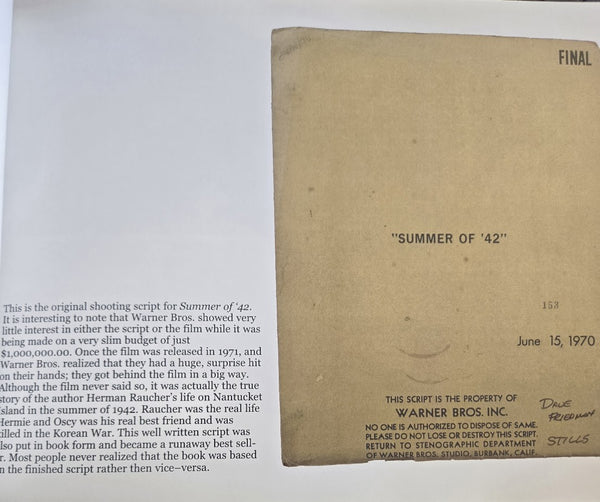 This is the original shooting script for Summer of '42.
It is interesting to note that Warner Bros. showed very
little interest in either the script or the film while it was
being made on a very slim budget of just
$1,000,000.00. Once the film was released in 1971, and
Warner Bros. realized that they had a huge, surprise hit
on their hands; they got behind the film in a big way.
Although the film never said so, it was actually the true
story of the author Herman Raucher's life on Nantucket
Island in the summer of 1942. Raucher was the real life
Hermie and Oscy was his real best friend and was
killed in the Korean War. This well written script was
also put in book form and became a runaway best sell-
r. Most people never realized that the book was based
n the finished script rather then vice–versa.
FINAL
"SUMMER OF '42"
153
June 15, 1970
THIS SCRIPT IS THE PROPERTY OF
WARNER BROS. INC.
NO ONE IS AUTHORIZED TO DISPOSE OF SAME.
PLEASE DO NOT LOSE OR DESTROY THIS SCRIPT.
RETURN TO STENOGRAPHIC DEPARTMENT
OF WARNER BROS. STUDIO, BURBANK, CALIF.
DAVE
FRIEDMAN
STILLS